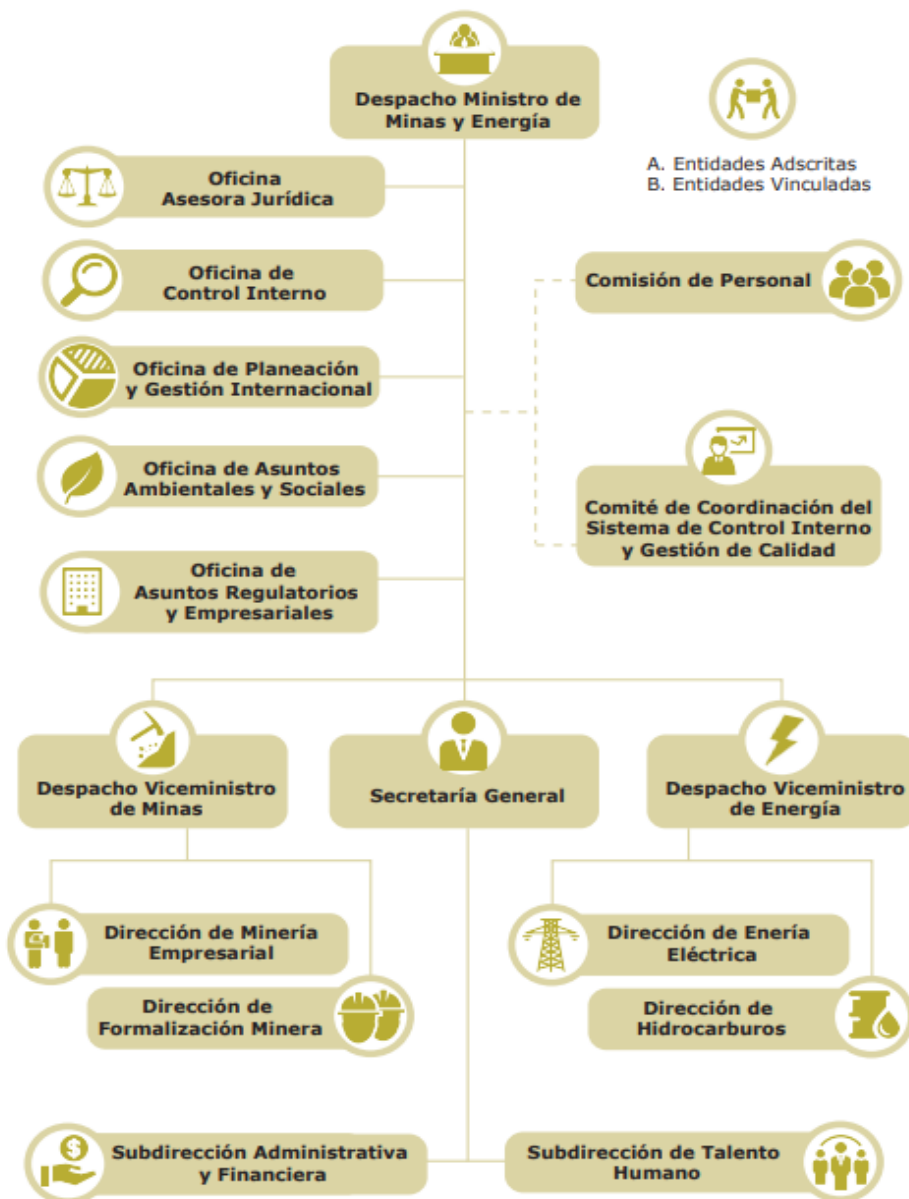 Despacho Ministro de
Minas y Energía
A. Entidades Adscritas
B. Entidades Vinculadas
Oficina
Asesora Jurídica
Oficina de
Control Interno
Comisión de Personal
Oficina de Planeación
y Gestión Internacional
Oficina de Asuntos
Ambientales y Sociales
Comité de Coordinación del
Sistema de Control Interno
y Gestión de Calidad
Oficina de
Asuntos Regulatorios
y Empresariales
Despacho Viceministro
de Minas
Secretaría General
Despacho Viceministro
de Energía
Dirección de Minería
Empresarial
Dirección de
Formalización Minera
Dirección de Enería
Eléctrica
Dirección de
Hidrocarburos
Subdirección Administrativa
y Financiera
Subdirección de Talento
Humano
$